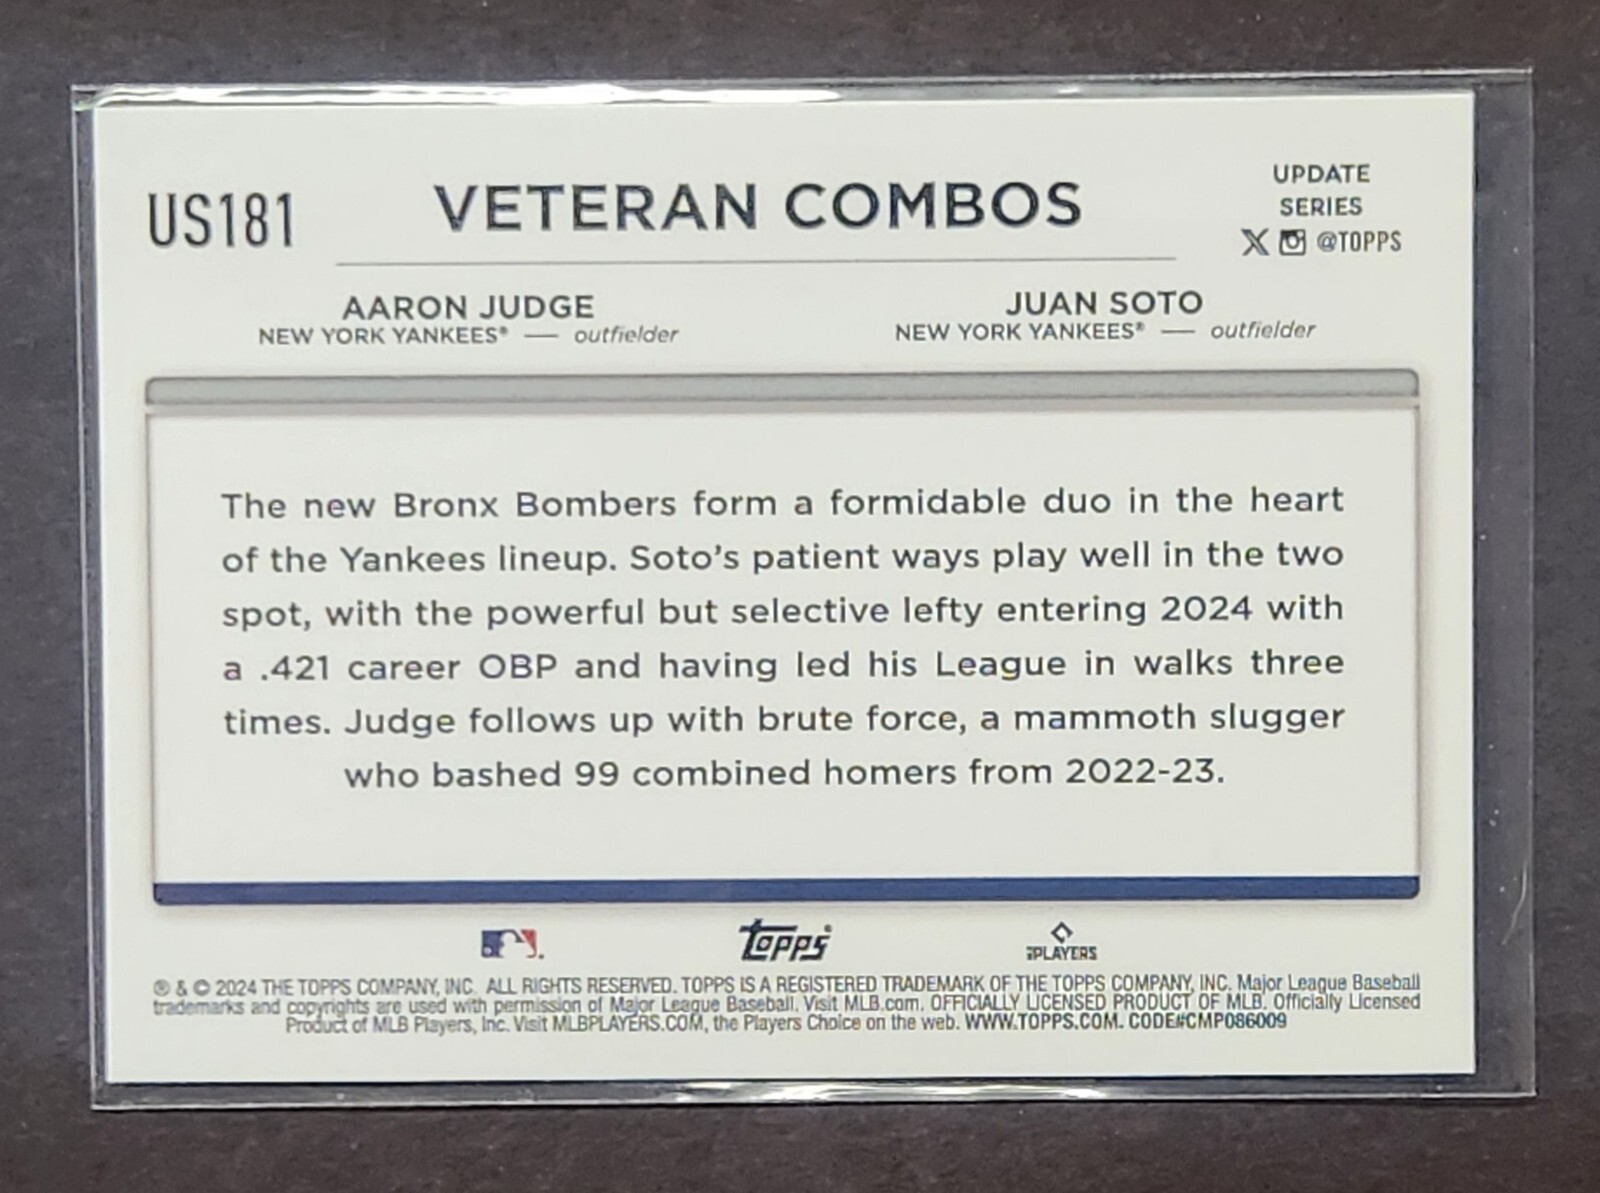 US181
VETERAN COMBOS
UPDATE
SERIES
X @TOPPS
AARON JUDGE
NEW YORK YANKEES® — outfielder
JUAN SOTO
NEW YORK YANKEES® — outfielder
The new Bronx Bombers form a formidable duo in the heart
of the Yankees lineup. Soto's patient ways play well in the two
spot, with the powerful but selective lefty entering 2024 with
a .421 career OBP and having led his League in walks three
times. Judge follows up with brute force, a mammoth slugger
who bashed 99 combined homers from 2022-23.
topps®
PLAYERS
® & © 2024 THE TOPPS COMPANY, INC. ALL RIGHTS RESERVED. TOPPS IS A REGISTERED TRADEMARK OF THE TOPPS COMPANY, INC. Major League Baseball
trademarks and copyrights are used with permission of Major League Baseball. Visit MLB.com. OFFICIALLY LICENSED PRODUCT OF MLB. Officially Licensed
Product of MLB Players, Inc. Visit MLBPLAYERS.COM, the Players Choice on the web. WWW.TOPPS.COM. CODE#CMP086009